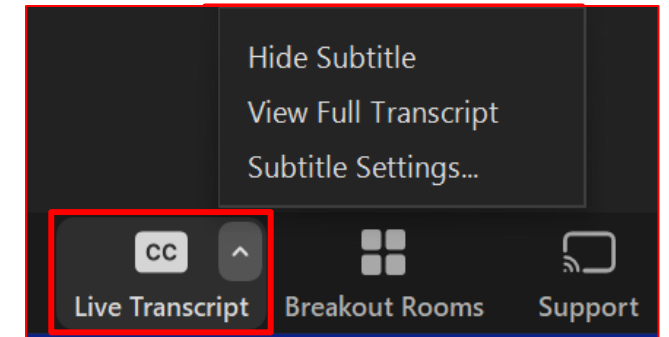 Hide Subtitle
View Full Transcript
Subtitle Settings...
CC
Live Transcript Breakout Rooms Support